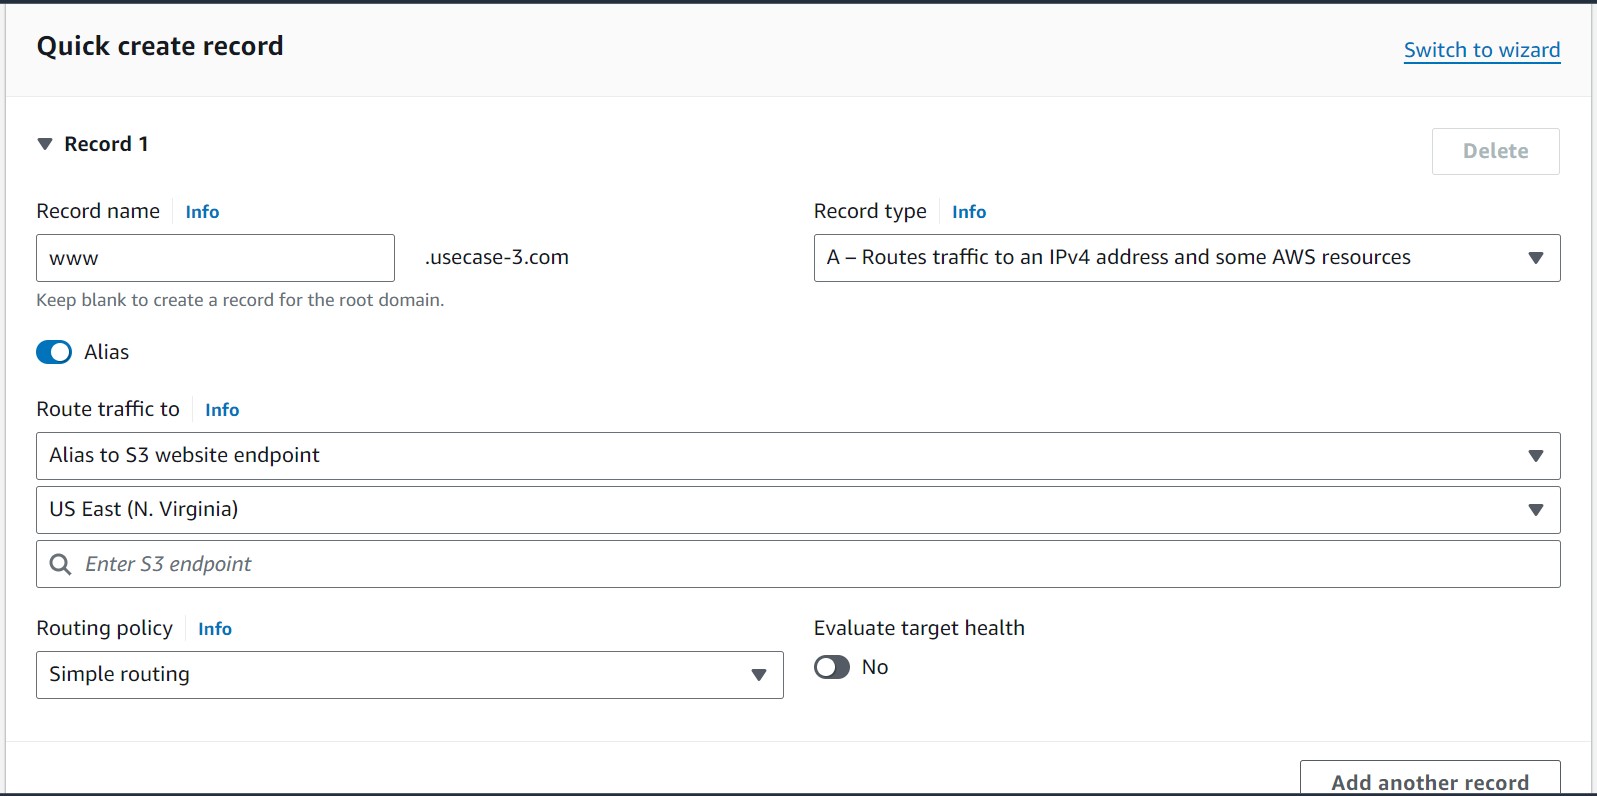 Quick create record
Switch to wizard
Record 1
Delete
Record name Info
Record type Info
www .usecase-3.com
A – Routes traffic to an IPv4 address and some AWS resources
Keep blank to create a record for the root domain.
Alias
Route traffic to Info
Alias to S3 website endpoint
US East (N. Virginia)
Enter S3 endpoint
Routing policy Info
Evaluate target health
Simple routing
No
Add another record